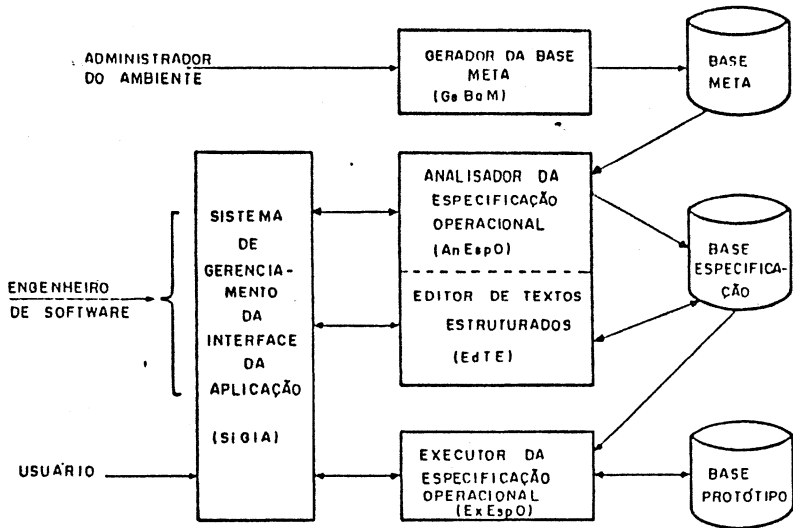 ADMINISTRADOR
DO AMBIENTE
GERADOR DA BASE
META
(GeBaM)
BASE
META
SISTEMA
DE
GERENCIA-
MENTO
DA
INTERFACE
DA
APLICAÇÃO
(SIGIA)
ANALISADOR DA
ESPECIFICAÇÃO
OPERACIONAL
(AnEspO)
EDITOR DE TEXTOS
ESTRUTURADOS
(EdTE)
BASE
ESPECIFICA-
ÇÃO
ENGENHEIRO
DE SOFTWARE
USUÁRIO
EXECUTOR DA
ESPECIFICAÇÃO
OPERACIONAL
(ExEspO)
BASE
PROTÓTIPO